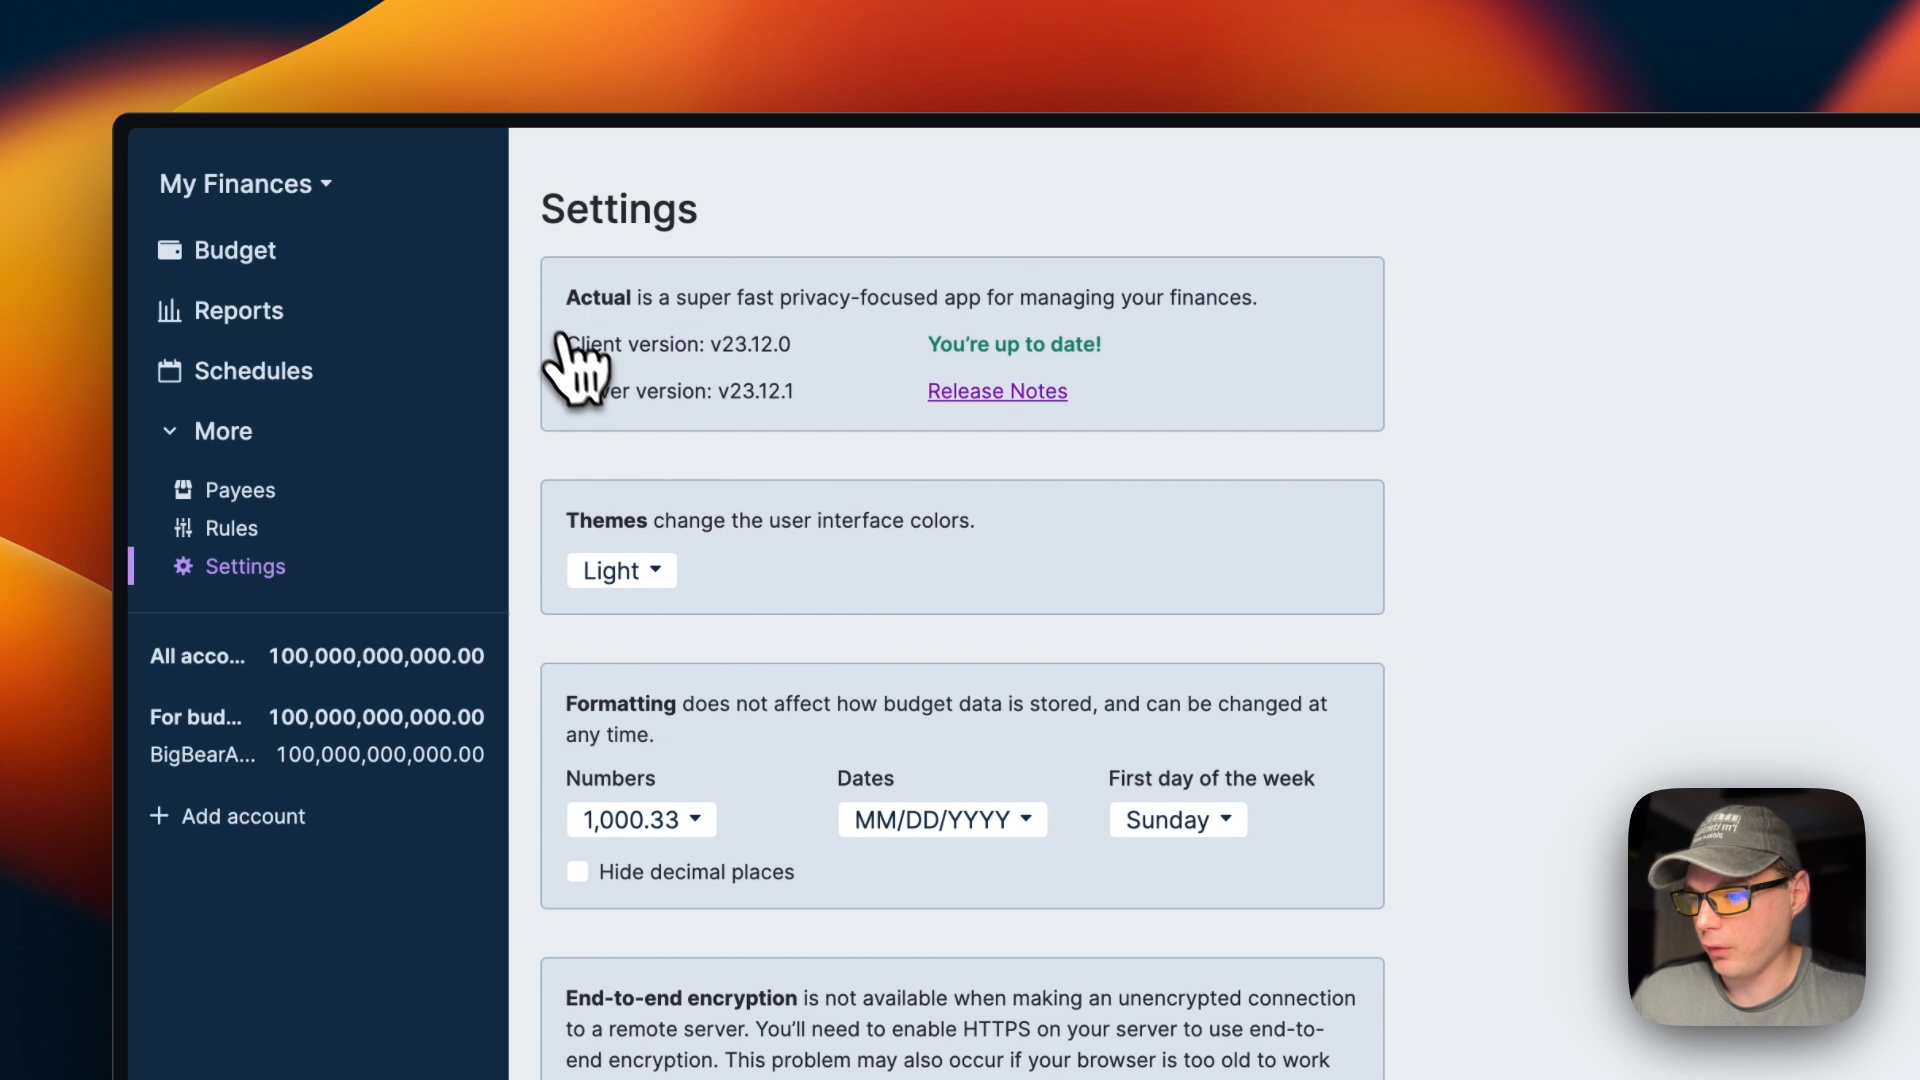 My Finances
Budget
Reports
Schedules
More
Payees
Rules
Settings
All acco... 100,000,000,000.00
For bud... 100,000,000,000.00
BigBearA... 100,000,000,000.00
Add account
Settings
Actual is a super fast privacy-focused app for managing your finances.
Client version: v23.12.0
You're up to date!
version: v23.12.1
Release Notes
Themes change the user interface colors.
Light
Formatting does not affect how budget data is stored, and can be changed at
any time.
Numbers Dates First day of the week
1,000.33 MM/DD/YYYY Sunday
Hide decimal places
End-to-end encryption is not available when making an unencrypted connection
to a remote server. You'll need to enable HTTPS on your server to use end-to-
end encryption. This problem may also occur if your browser is too old to work